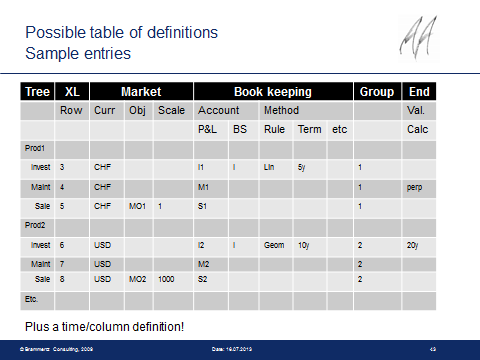 Possible table of definitions
Sample entries
Tree XL Market Book keeping Group End
Row Curr Obj Scale Account Method Val.
P&L BS Rule Term etc Calc
Prod1
Invest 3 CHF I1 I Lin 5y 1
Maint 4 CHF M1 1 perp
Sale 5 CHF MO1 1 S1 1
Prod2
Invest 6 USD I2 I Geom 10y 2 20y
Maint 7 USD M2 2
Sale 8 USD MO2 1000 S2 2
Etc.
Plus a time/column definition!
© Brammertz Consulting, 2008 Date: 16.07.2013 43